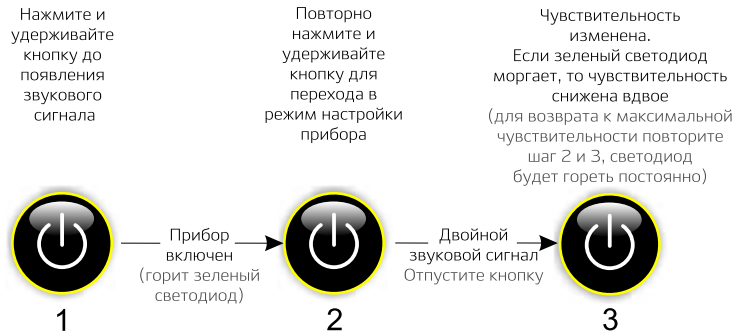 Нажмите и
удерживайте
кнопку до
появления
звукового
сигнала
Повторно
нажмите и
удерживайте
кнопку для
перехода в
режим настройки
прибора
Чувствительность
изменена.
Если зеленый светодиод
моргает, то чувствительность
снижена вдвое
(для возврата к максимальной
чувствительности повторите
шаг 2 и 3, светодиод
будет гореть постоянно)
Прибор
включен
(горит зеленый
светодиод)
Двойной
звуковой сигнал
Отпустите кнопку
1
2
3